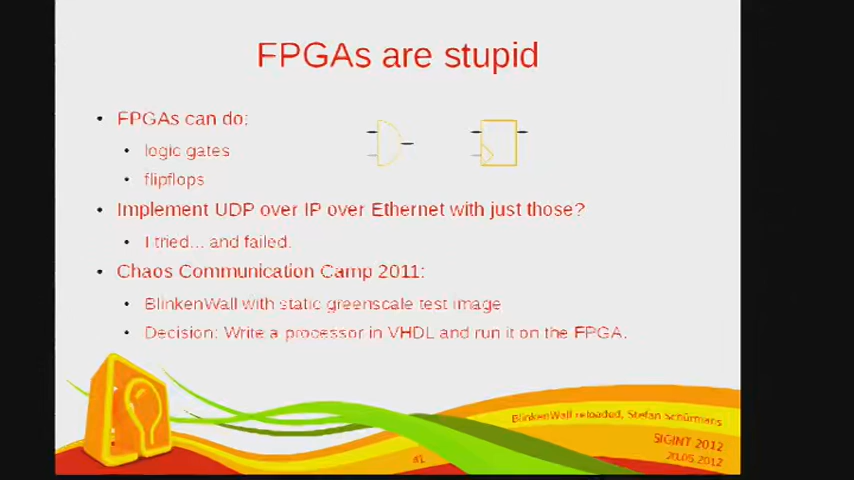 FPGAs are stupid
FPGAs can do:
logic gates
flipflops
Implement UDP over IP over Ethernet with just those?
I tried... and failed.
Chaos Communication Camp 2011:
BlinkenWall with static greenscale test image
Decision: Write a processor in VHDL and run it on the FPGA.
BlinkenWall reloaded, Stefan Schürmans
SIGINT 2012
20.05.2012
41